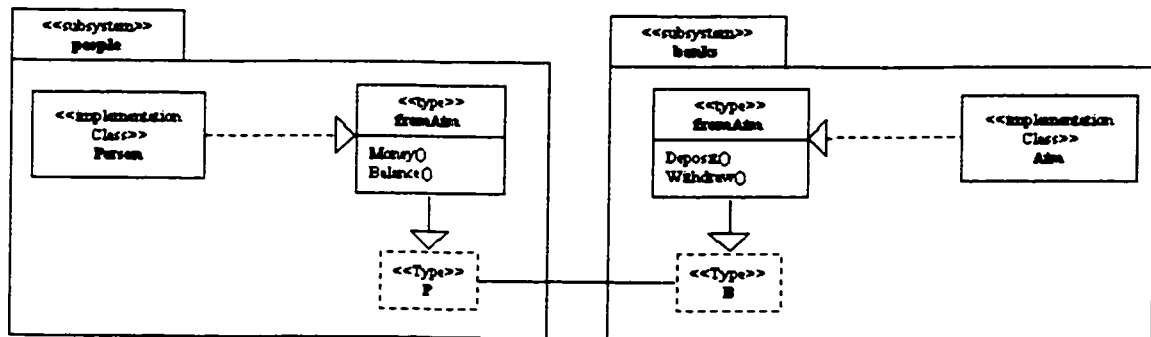 <<subsystem>>
people
<<implementation
Class>>
Person
<<type>>
fromAtm
Money()
Balance()
<<Type>>
P
<<subsystem>>
banks
<<type>>
fromAtm
Deposit()
Withdraw()
<<implementation
Class>>
Atm
<<Type>>
B